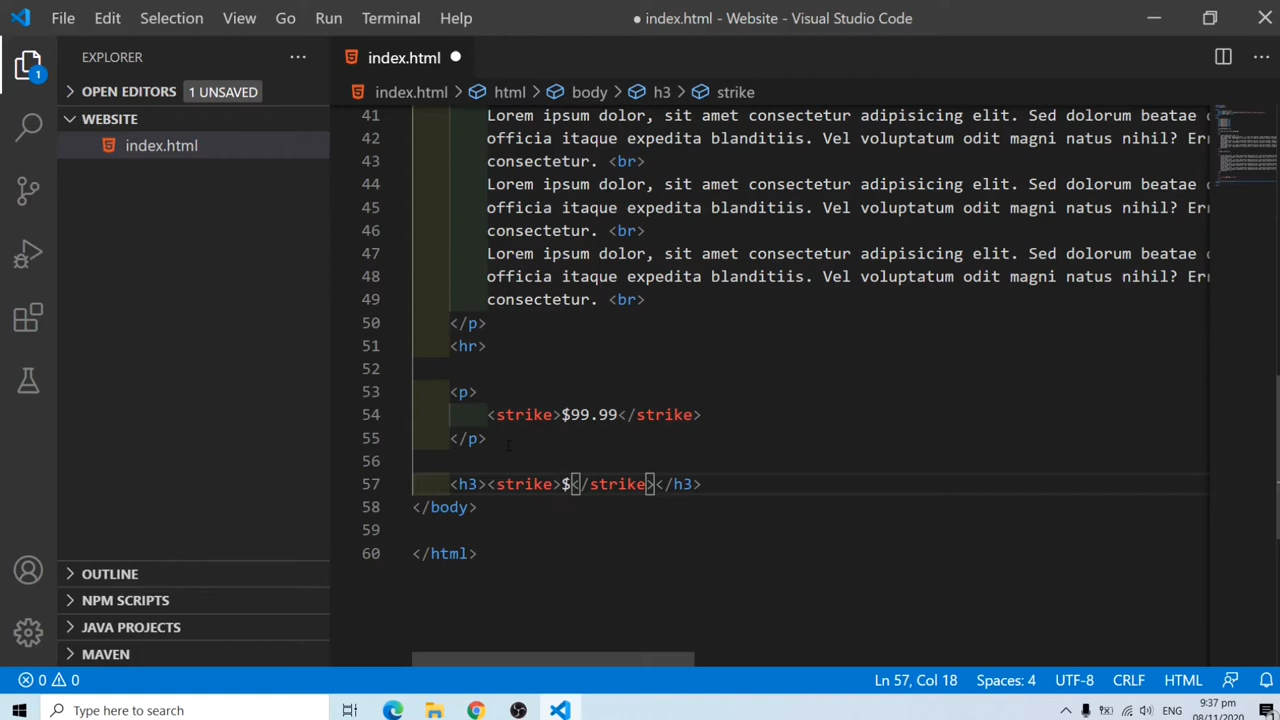 File Edit Selection View Go Run Terminal Help
● index.html - Website - Visual Studio Code
EXPLORER
index.html
OPEN EDITORS 1 UNSAVED
index.html > html > body > h3 > strike
WEBSITE
index.html
1
41 Lorem ipsum dolor, sit amet consectetur adipisicing elit. Sed dolorum beatae
42 officia itaque expedita blanditiis. Vel voluptatum odit magni natus nihil?
43 consectetur. <br>
44 Lorem ipsum dolor, sit amet consectetur adipisicing elit. Sed dolorum beatae
45 officia itaque expedita blanditiis. Vel voluptatum odit magni natus nihil?
46 consectetur. <br>
47 Lorem ipsum dolor, sit amet consectetur adipisicing elit. Sed dolorum beatae
48 officia itaque expedita blanditiis. Vel voluptatum odit magni natus nihil?
49 consectetur. <br>
50 </p>
51 <hr>
52
53 <p>
54 <strike>$99.99</strike>
55 </p>
56
57 <h3><strike>$</strike></h3>
58 </body>
59
60 </html>
OUTLINE
NPM SCRIPTS
JAVA PROJECTS
MAVEN
0 0
Ln 57, Col 18 Spaces: 4 UTF-8 CRLF HTML
Type here to search
ENG
9:37 PM
08/11/2020